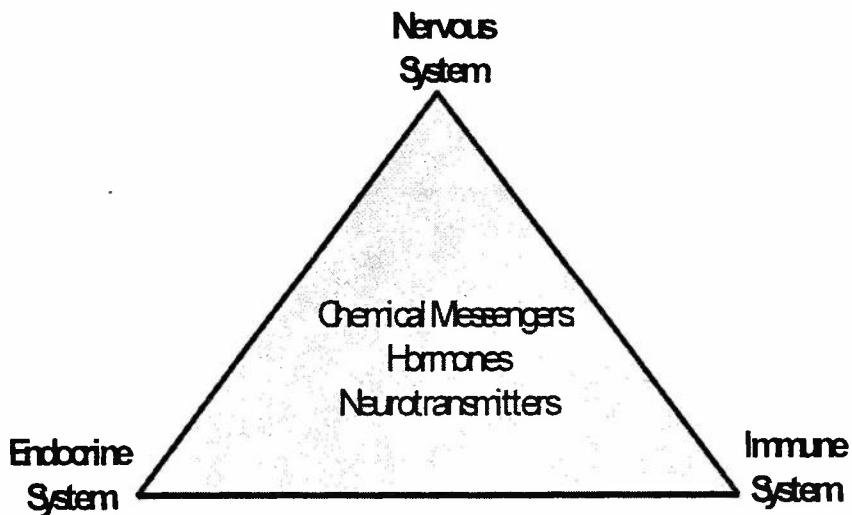 Nervous
System
Chemical Messengers
Hormones
Neurotransmitters
Endocrine
System
Immune
System